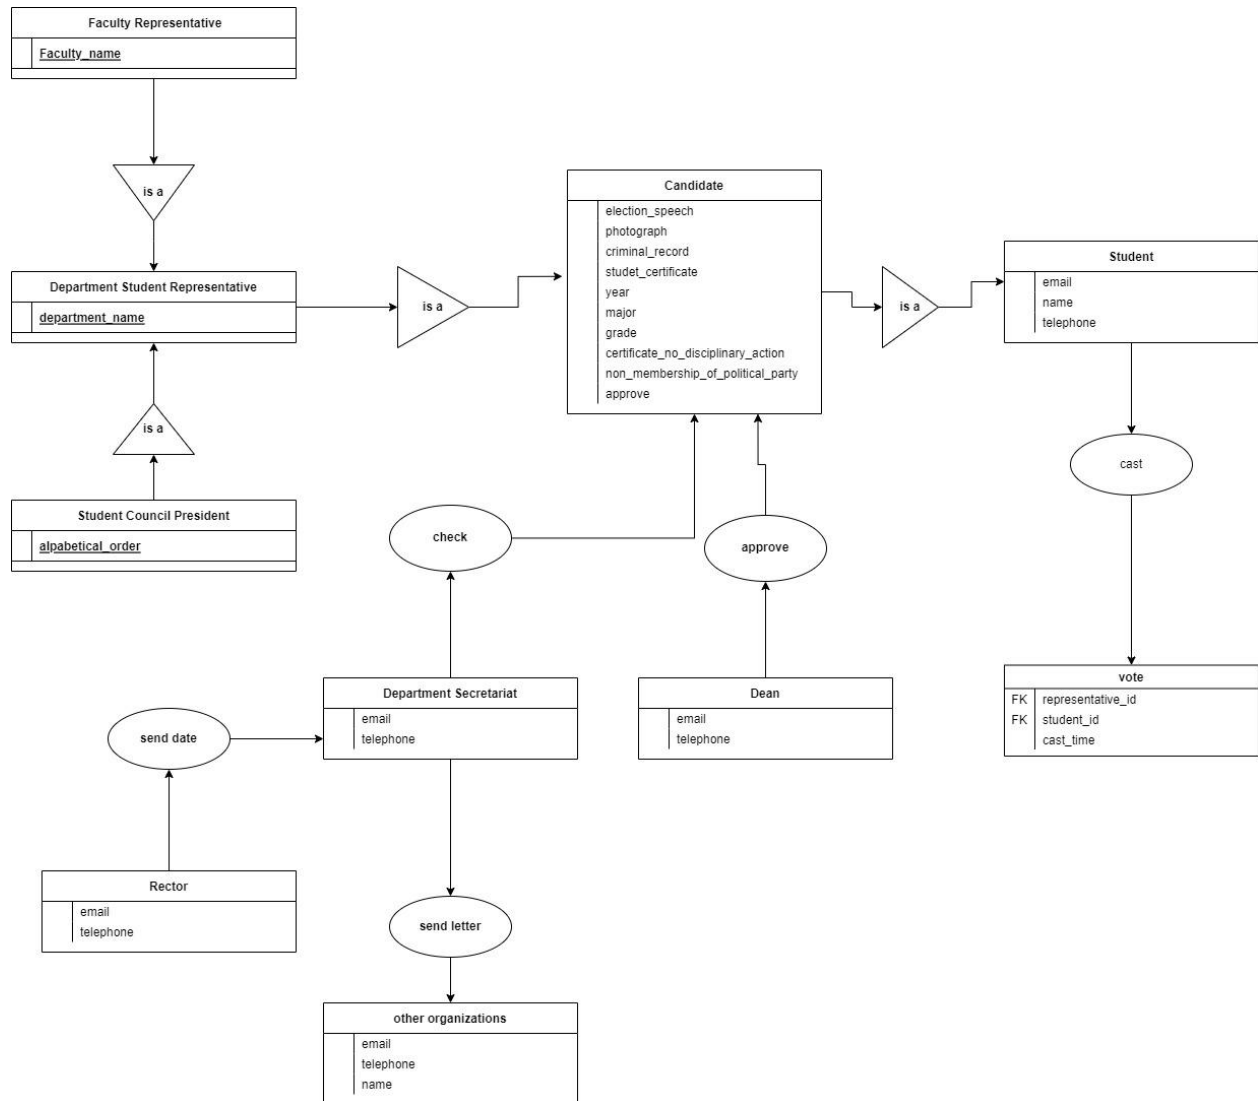 Faculty Representative
Faculty_name
is a
Department Student Representative
department_name
is a
Student Council President
alpabetical_order
is a
Candidate
election_speech
photograph
criminal_record
studet_certificate
year
major
grade
certificate_no_disciplinary_action
non_membership_of_political_party
approve
is a
Student
email
name
telephone
cast
vote
FK representative_id
FK student_id
cast_time
check
approve
Department Secretariat
email
telephone
Dean
email
telephone
send date
Rector
email
telephone
send letter
other organizations
email
telephone
name